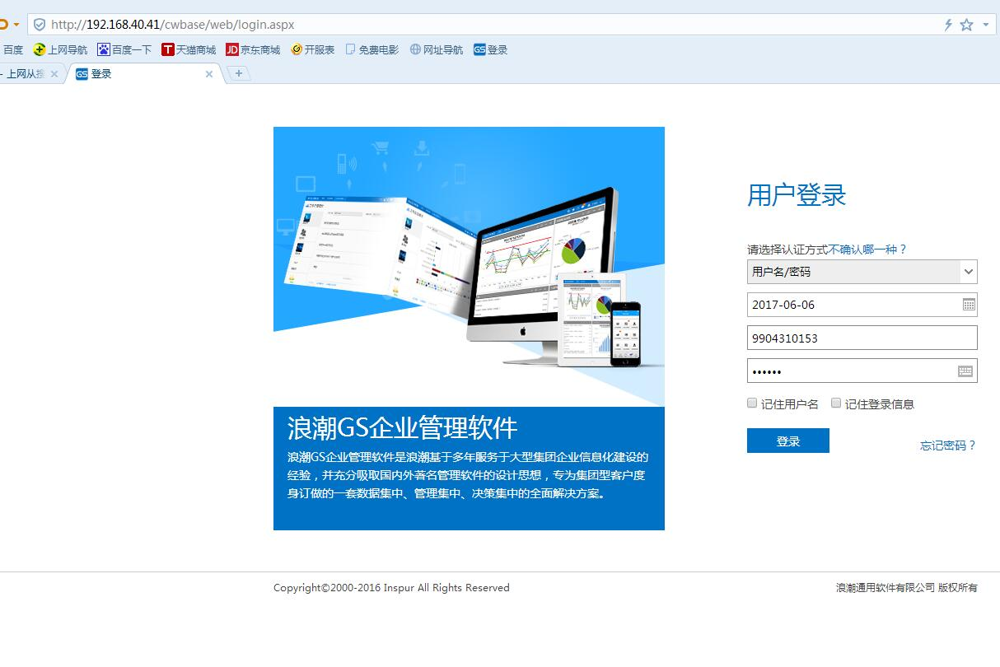 http://192.168.40.41/cwbase/web/login.aspx
百度 上网导航 百度一下 天猫商城 JD 京东商城 开服表 免费电影 网址导航 GS 登录
- 上网从搜 GS 登录
用户登录
请选择认证方式不确认哪一种？
用户名/密码
2017-06-06
9904310153
••••••
记住用户名 记住登录信息
登录 忘记密码？
浪潮GS企业管理软件
浪潮GS企业管理软件是浪潮基于多年服务于大型集团企业信息化建设的
经验，并充分吸取国内外著名管理软件的设计思想，专为集团型客户度
身订做的一套数据集中、管理集中、决策集中的全面解决方案。
Copyright©2000-2016 Inspur All Rights Reserved 浪潮通用软件有限公司 版权所有